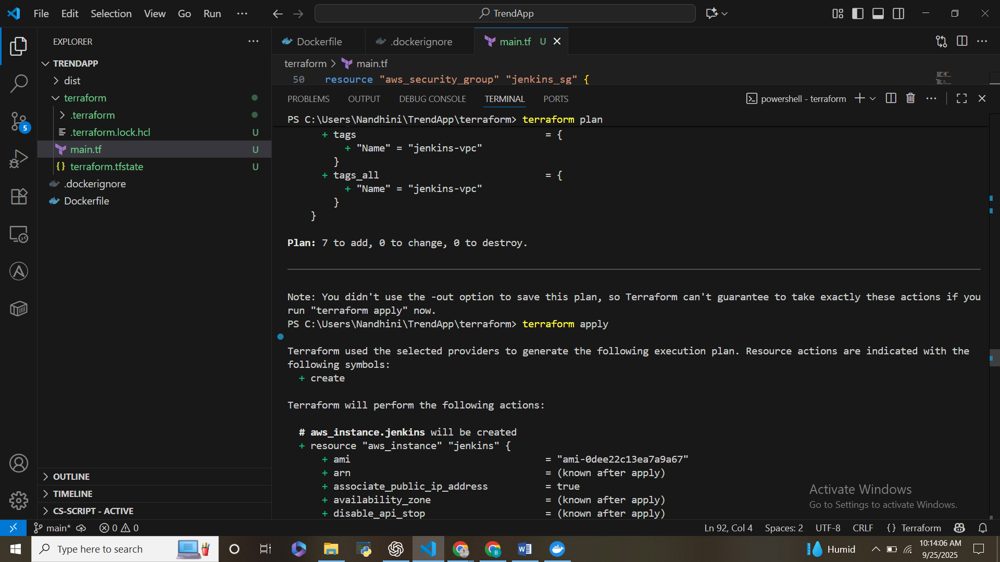 File Edit Selection View Go Run ···
TrendApp
EXPLORER
TRENDAPP
dist
terraform
.terraform
.terraform.lock.hcl U
main.tf U
terraform.tfstate U
.dockerignore
Dockerfile
OUTLINE
TIMELINE
CS-SCRIPT - ACTIVE
5
Dockerfile .dockerignore main.tf U
terraform > main.tf
50 resource "aws_security_group" "jenkins_sg" {
PROBLEMS OUTPUT DEBUG CONSOLE TERMINAL PORTS
powershell - terraform
PS C:\Users\Nandhini\TrendApp\terraform> terraform plan
+ tags = {
+ "Name" = "jenkins-vpc"
}
+ tags_all = {
+ "Name" = "jenkins-vpc"
}
}
Plan: 7 to add, 0 to change, 0 to destroy.
Note: You didn't use the -out option to save this plan, so Terraform can't guarantee to take exactly these actions if you
run "terraform apply" now.
PS C:\Users\Nandhini\TrendApp\terraform> terraform apply
Terraform used the selected providers to generate the following execution plan. Resource actions are indicated with the
following symbols:
+ create
Terraform will perform the following actions:
# aws_instance.jenkins will be created
+ resource "aws_instance" "jenkins" {
+ ami = "ami-0dee22c13ea7a9a67"
+ arn = (known after apply)
+ associate_public_ip_address = true
+ availability_zone = (known after apply)
+ disable_api_stop = (known after apply)
Activate Windows
Go to Settings to activate Windows.
main* 0 0
Ln 92, Col 4 Spaces: 2 UTF-8 CRLF {} Terraform
Type here to search
Humid
10:14:06 AM
9/25/2025